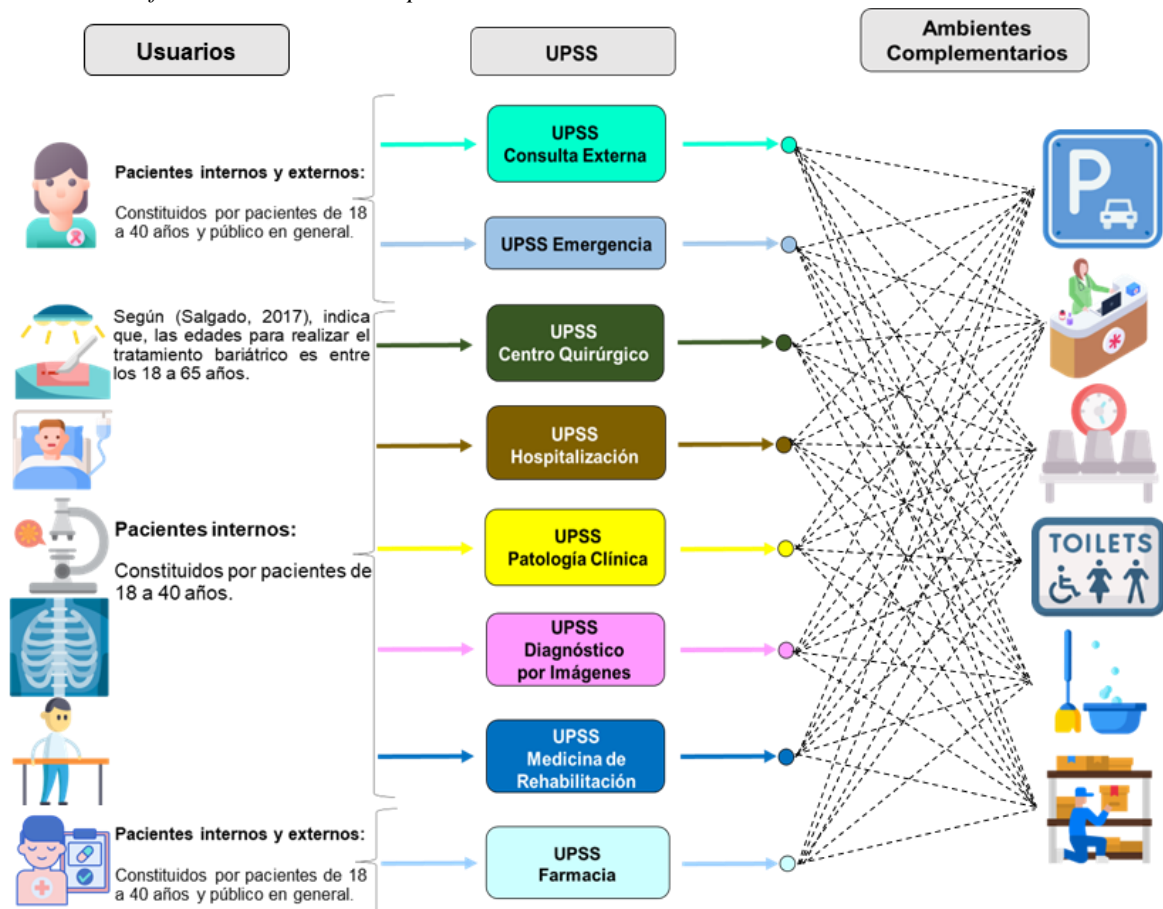 Usuarios
UPSS
Ambientes
Complementarios
Pacientes internos y externos:
Constituidos por pacientes de 18
a 40 años y público en general.
Según (Salgado, 2017), indica
que, las edades para realizar el
tratamiento bariátrico es entre
los 18 a 65 años.
Pacientes internos:
Constituidos por pacientes de
18 a 40 años.
Pacientes internos y externos:
Constituidos por pacientes de 18
a 40 años y público en general.
UPSS
Consulta Externa
UPSS Emergencia
UPSS
Centro Quirúrgico
UPSS
Hospitalización
UPSS
Patología Clínica
UPSS
Diagnóstico
por Imágenes
UPSS
Medicina de
Rehabilitación
UPSS
Farmacia
P
TOILETS